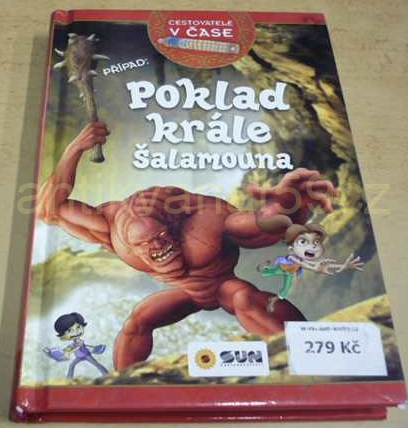 CESTOVATELÉ
V ČASE
PŘÍPAD:
Poklad
krále
Šalamouna
SUN
279 Kč